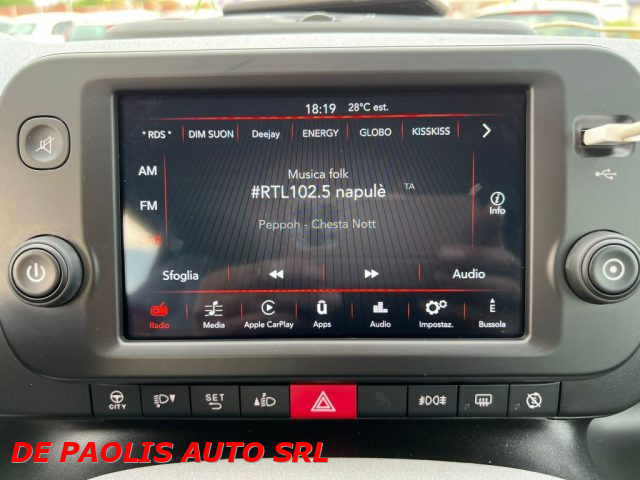 18:19 28°C est.
* RDS * DIM SUON Deejay ENERGY GLOBO KISSKISS
AM
Musica folk
#RTL102.5 napulè TA
FM
Info
Peppoh - Chesta Nott
DAB
Sfoglia Audio
Radio Media Apple CarPlay Apps Audio Impostaz. E Bussola
CITY SET
DE PAOLIS AUTO SRL